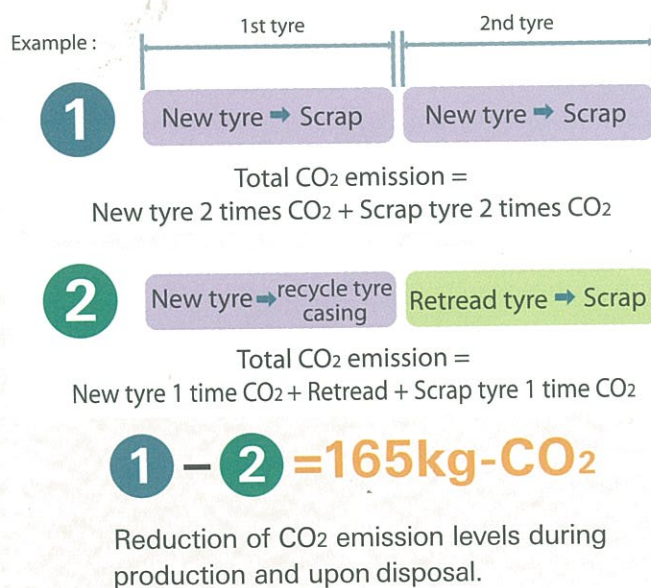 Example :
1st tyre
2nd tyre
1
New tyre ➡ Scrap
New tyre ➡ Scrap
Total CO2 emission =
New tyre 2 times CO2 + Scrap tyre 2 times CO2
2
New tyre ➡ recycle tyre casing
Retread tyre ➡ Scrap
Total CO2 emission =
New tyre 1 time CO2 + Retread + Scrap tyre 1 time CO2
1 – 2 =165kg-CO2
Reduction of CO2 emission levels during
production and upon disposal.